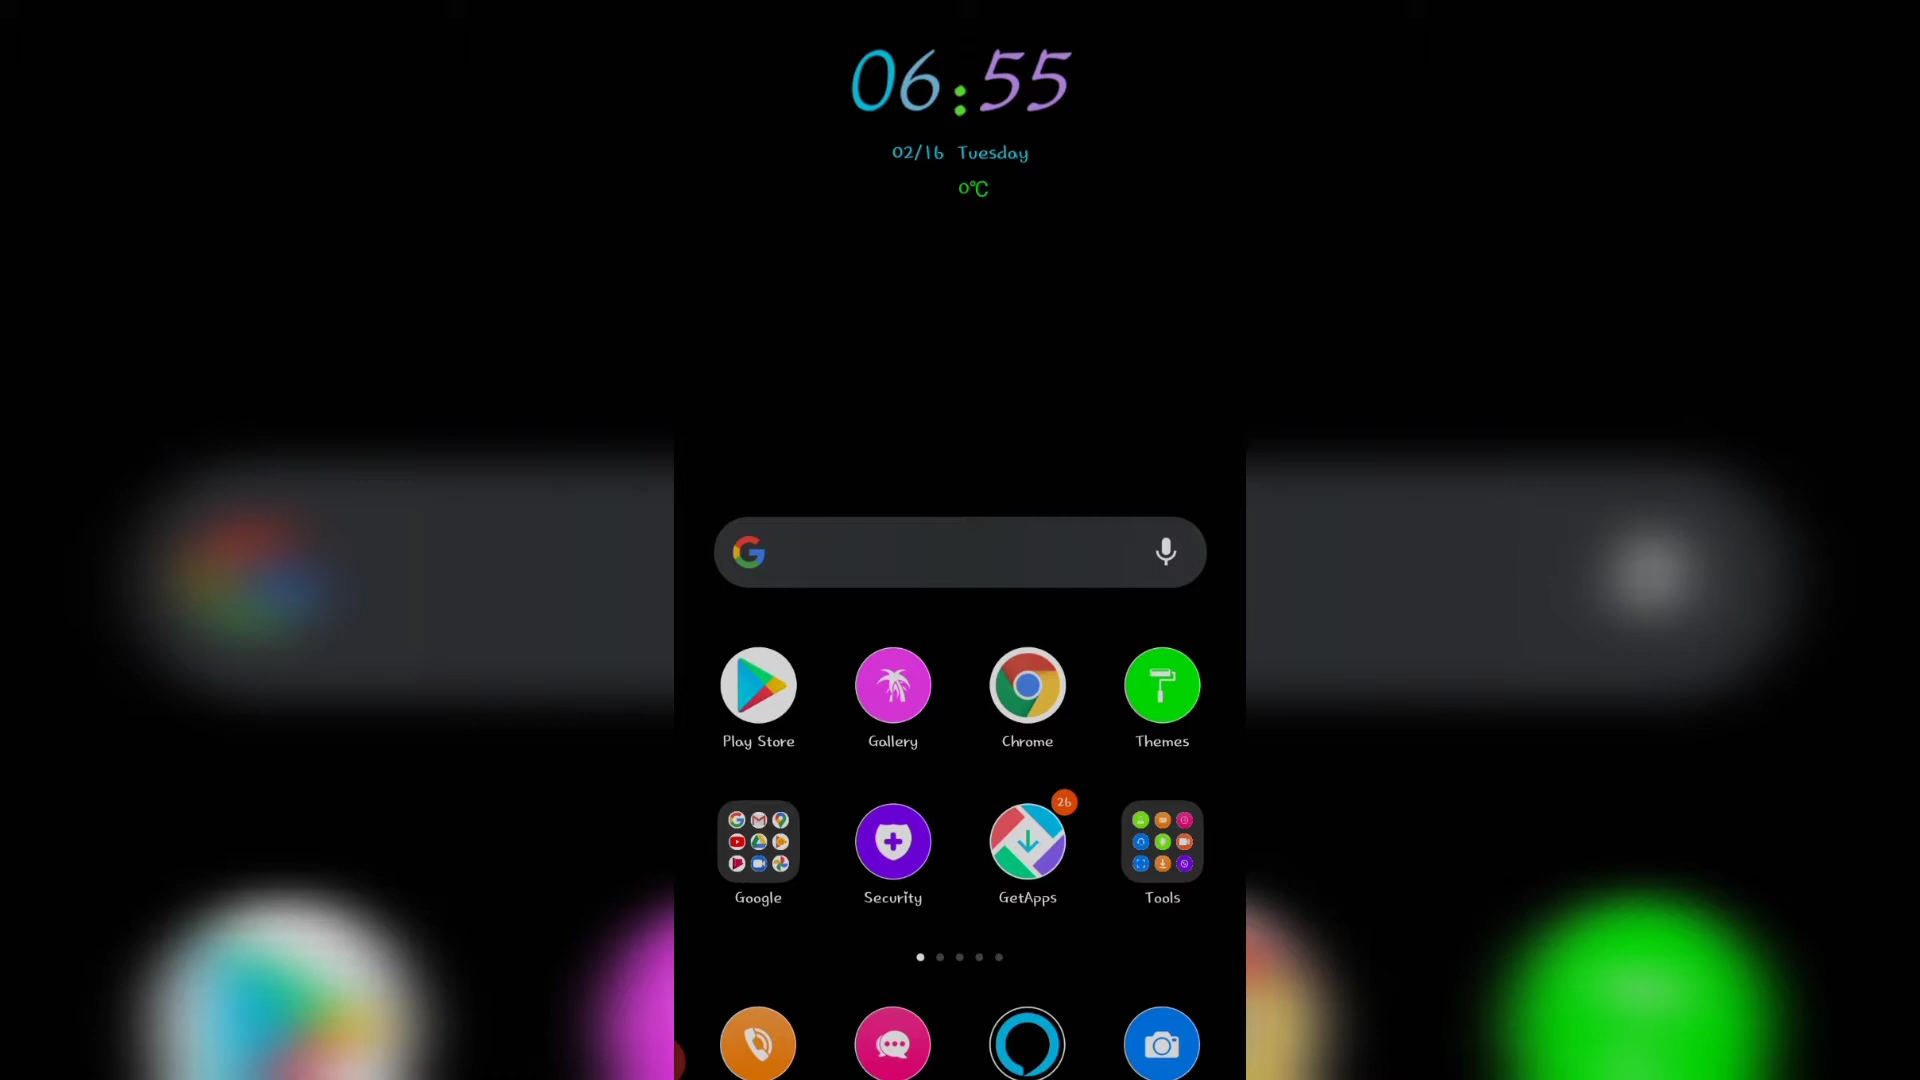 06:55
02/16 Tuesday
0°C
Play Store
Gallery
Chrome
Themes
26
Google
Security
GetApps
Tools